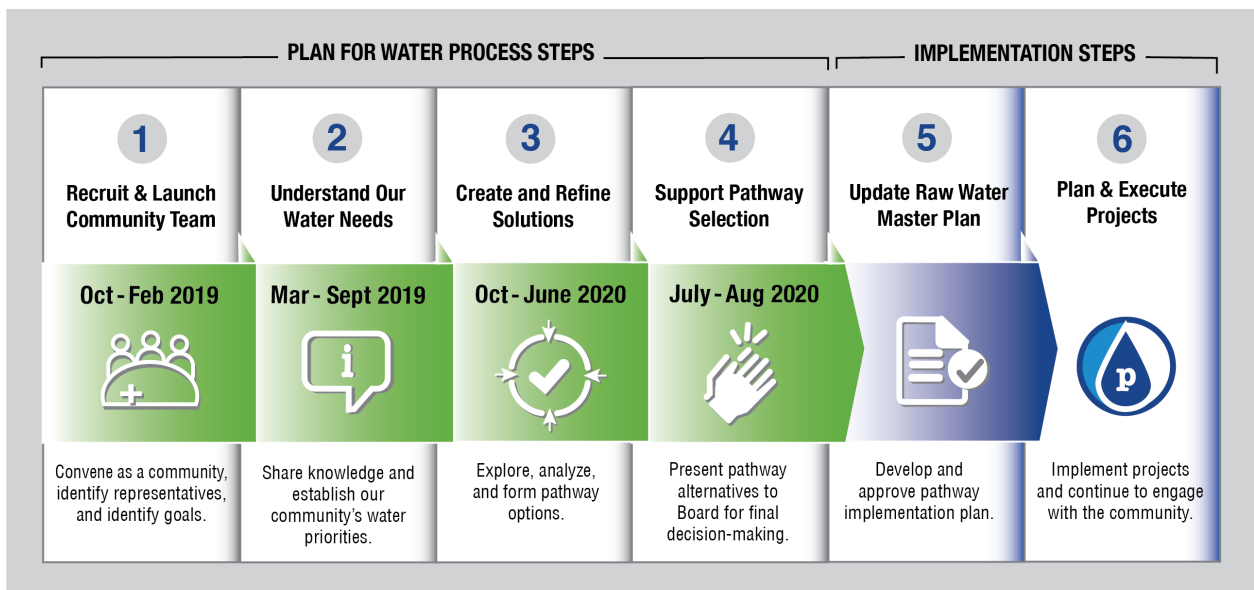 PLAN FOR WATER PROCESS STEPS
IMPLEMENTATION STEPS
1
Recruit & Launch
Community Team
Oct - Feb 2019
Convene as a community,
identify representatives,
and identify goals.
2
Understand Our
Water Needs
Mar - Sept 2019
i
Share knowledge and
establish our
community's water
priorities.
3
Create and Refine
Solutions
Oct - June 2020
Explore, analyze,
and form pathway
options.
4
Support Pathway
Selection
July - Aug 2020
Present pathway
alternatives to
Board for final
decision-making.
5
Update Raw Water
Master Plan
Develop and
approve pathway
implementation plan.
6
Plan & Execute
Projects
p
Implement projects
and continue to engage
with the community.